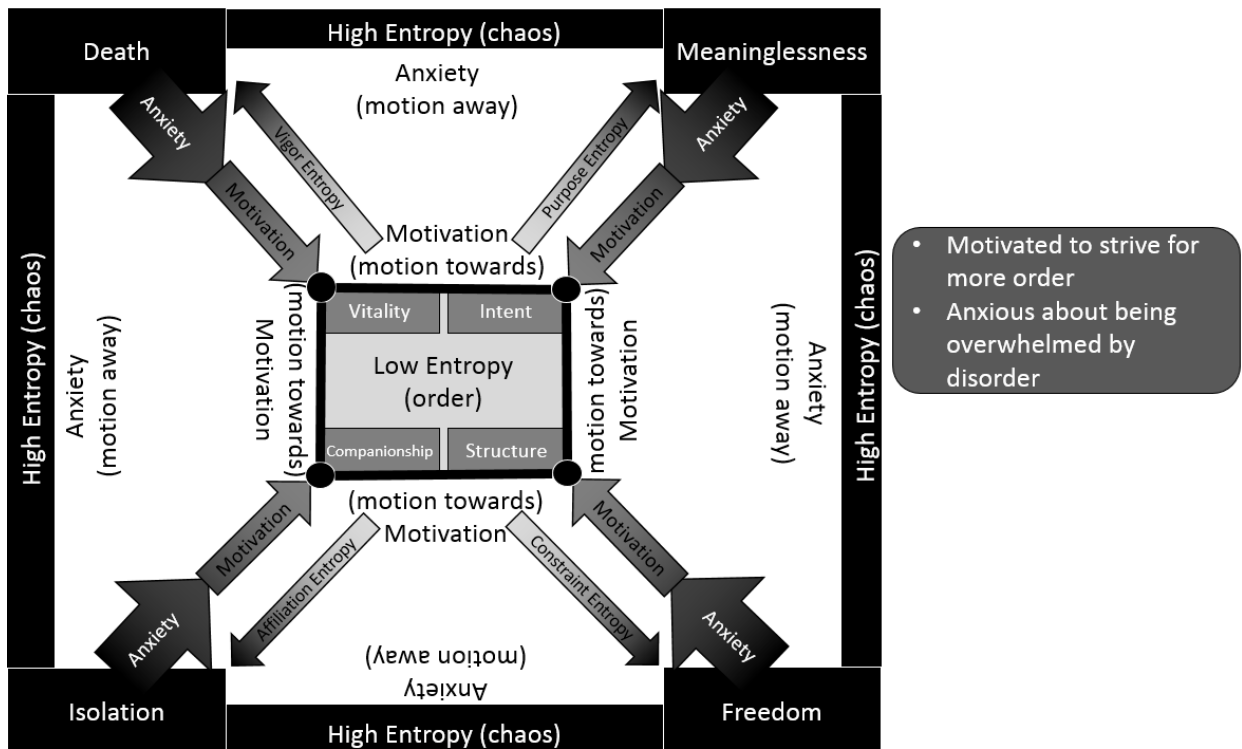 Death
High Entropy (chaos)
Meaninglessness
Anxiety
(motion away)
Anxiety
Anxiety
Vigor Entropy
Purpose Entropy
Motivation
Motivation
Motivation
(motion towards)
High Entropy (chaos)
Anxiety
(motion away)
Motivation
(motion towards)
Vitality
Intent
Low Entropy
(order)
Companionship
Structure
(motion towards)
Motivation
Anxiety
(motion away)
High Entropy (chaos)
• Motivated to strive for
more order
• Anxious about being
overwhelmed by
disorder
(motion towards)
Motivation
Motivation
Motivation
Affiliation Entropy
Constraint Entropy
Anxiety
Anxiety
Anxiety
(motion away)
Isolation
High Entropy (chaos)
Freedom